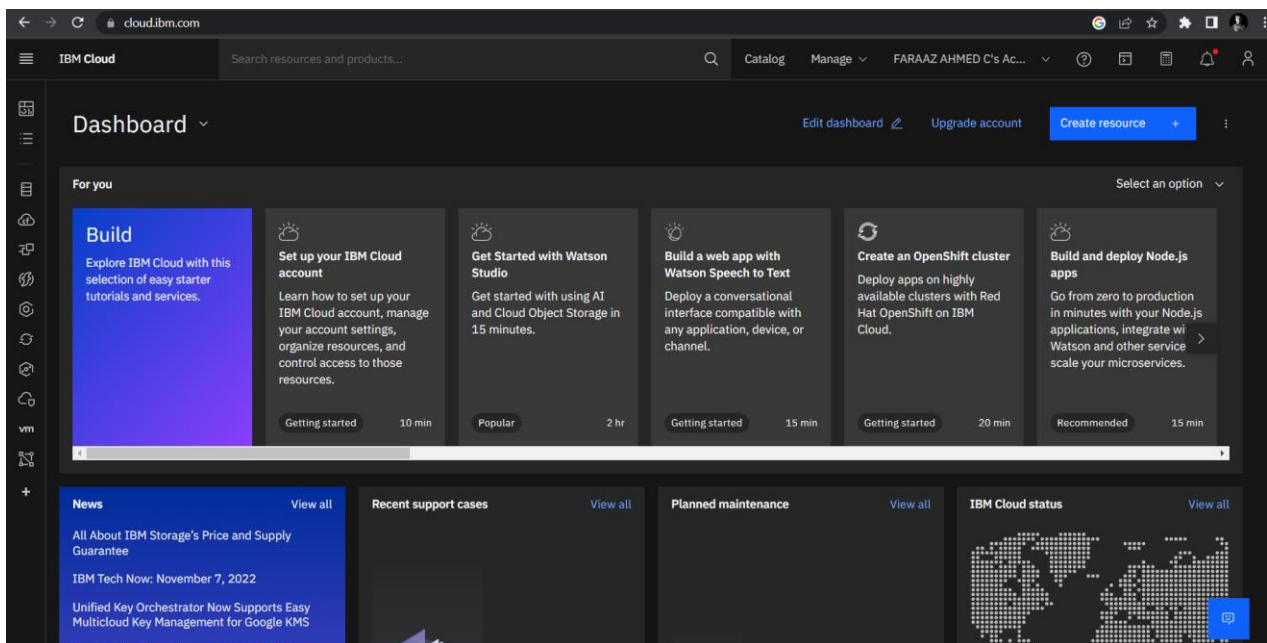 cloud.ibm.com
IBM Cloud
Search resources and products...
Catalog
Manage
FARAAZ AHMED C's Ac...
Dashboard
Edit dashboard
Upgrade account
Create resource +
For you
Select an option
Build
Explore IBM Cloud with this
selection of easy starter
tutorials and services.
Set up your IBM Cloud
account
Learn how to set up your
IBM Cloud account, manage
your account settings,
organize resources, and
control access to those
resources.
Getting started 10 min
Get Started with Watson
Studio
Get started with using AI
and Cloud Object Storage in
15 minutes.
Popular 2 hr
Build a web app with
Watson Speech to Text
Deploy a conversational
interface compatible with
any application, device, or
channel.
Getting started 15 min
Create an OpenShift cluster
Deploy apps on highly
available clusters with Red
Hat OpenShift on IBM
Cloud.
Getting started 20 min
Build and deploy Node.js
apps
Go from zero to production
in minutes with your Node.js
applications, integrate wi
Watson and other service
scale your microservices.
Recommended 15 min
vm
News View all
All About IBM Storage's Price and Supply
Guarantee
IBM Tech Now: November 7, 2022
Unified Key Orchestrator Now Supports Easy
Multicloud Key Management for Google KMS
Recent support cases View all
Planned maintenance View all
IBM Cloud status View all